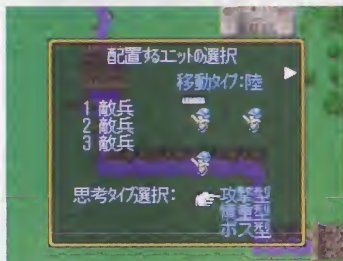 配置するユニットの選択
移動タイプ:陸
1 敵兵
2 敵兵
3 敵兵
思考タイプ選択:
攻撃型
慎重型
ボス型